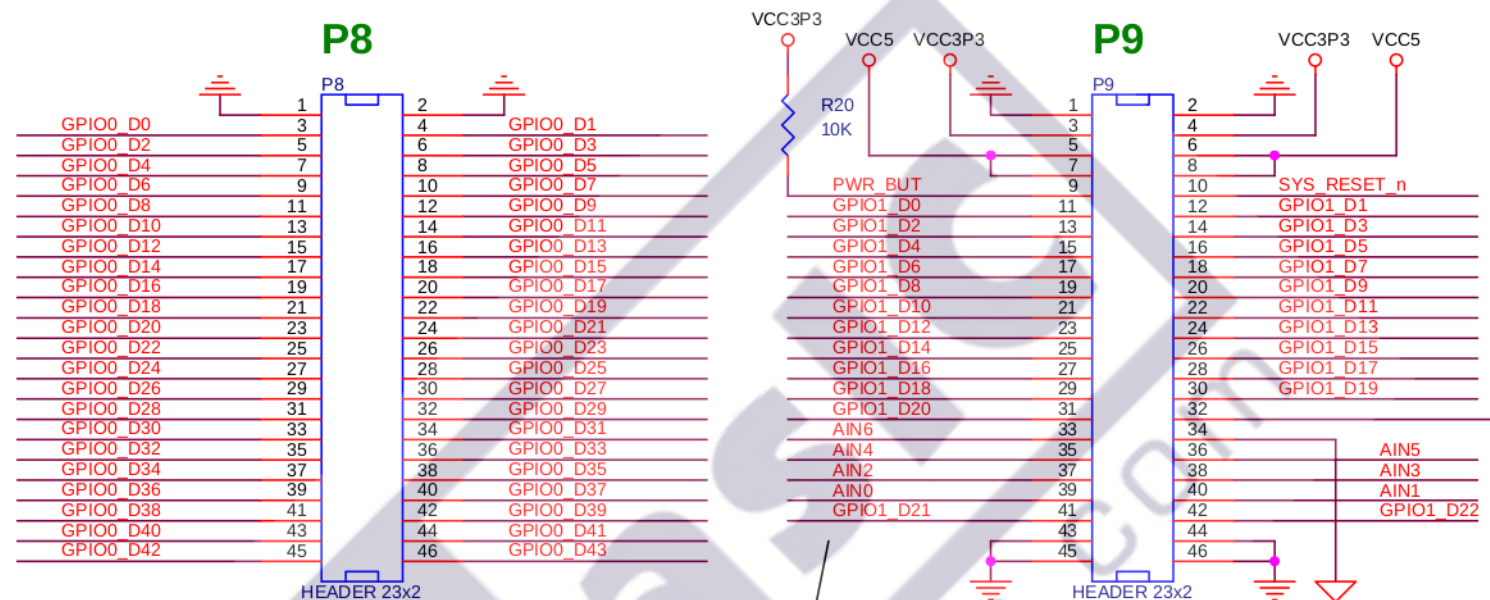 P8
P8
1 2
GPIO0_D0 3 4 GPIO0_D1
GPIO0_D2 5 6 GPIO0_D3
GPIO0_D4 7 8 GPIO0_D5
GPIO0_D6 9 10 GPIO0_D7
GPIO0_D8 11 12 GPIO0_D9
GPIO0_D10 13 14 GPIO0_D11
GPIO0_D12 15 16 GPIO0_D13
GPIO0_D14 17 18 GPIO0_D15
GPIO0_D16 19 20 GPIO0_D17
GPIO0_D18 21 22 GPIO0_D19
GPIO0_D20 23 24 GPIO0_D21
GPIO0_D22 25 26 GPIO0_D23
GPIO0_D24 27 28 GPIO0_D25
GPIO0_D26 29 30 GPIO0_D27
GPIO0_D28 31 32 GPIO0_D29
GPIO0_D30 33 34 GPIO0_D31
GPIO0_D32 35 36 GPIO0_D33
GPIO0_D34 37 38 GPIO0_D35
GPIO0_D36 39 40 GPIO0_D37
GPIO0_D38 41 42 GPIO0_D39
GPIO0_D40 43 44 GPIO0_D41
GPIO0_D42 45 46 GPIO0_D43
HEADER 23x2
VCC3P3
R20
10K
P9
VCC5 VCC3P3 VCC3P3 VCC5
P9
1 2
3 4
5 6
7 8
PWR_BUT 9 10 SYS_RESET_n
GPIO1_D0 11 12 GPIO1_D1
GPIO1_D2 13 14 GPIO1_D3
GPIO1_D4 15 16 GPIO1_D5
GPIO1_D6 17 18 GPIO1_D7
GPIO1_D8 19 20 GPIO1_D9
GPIO1_D10 21 22 GPIO1_D11
GPIO1_D12 23 24 GPIO1_D13
GPIO1_D14 25 26 GPIO1_D15
GPIO1_D16 27 28 GPIO1_D17
GPIO1_D18 29 30 GPIO1_D19
GPIO1_D20 31 32
AIN6 33 34
AIN4 35 36 AIN5
AIN2 37 38 AIN3
AIN0 39 40 AIN1
GPIO1_D21 41 42 GPIO1_D22
43 44
45 46
HEADER 23x2
asic
com